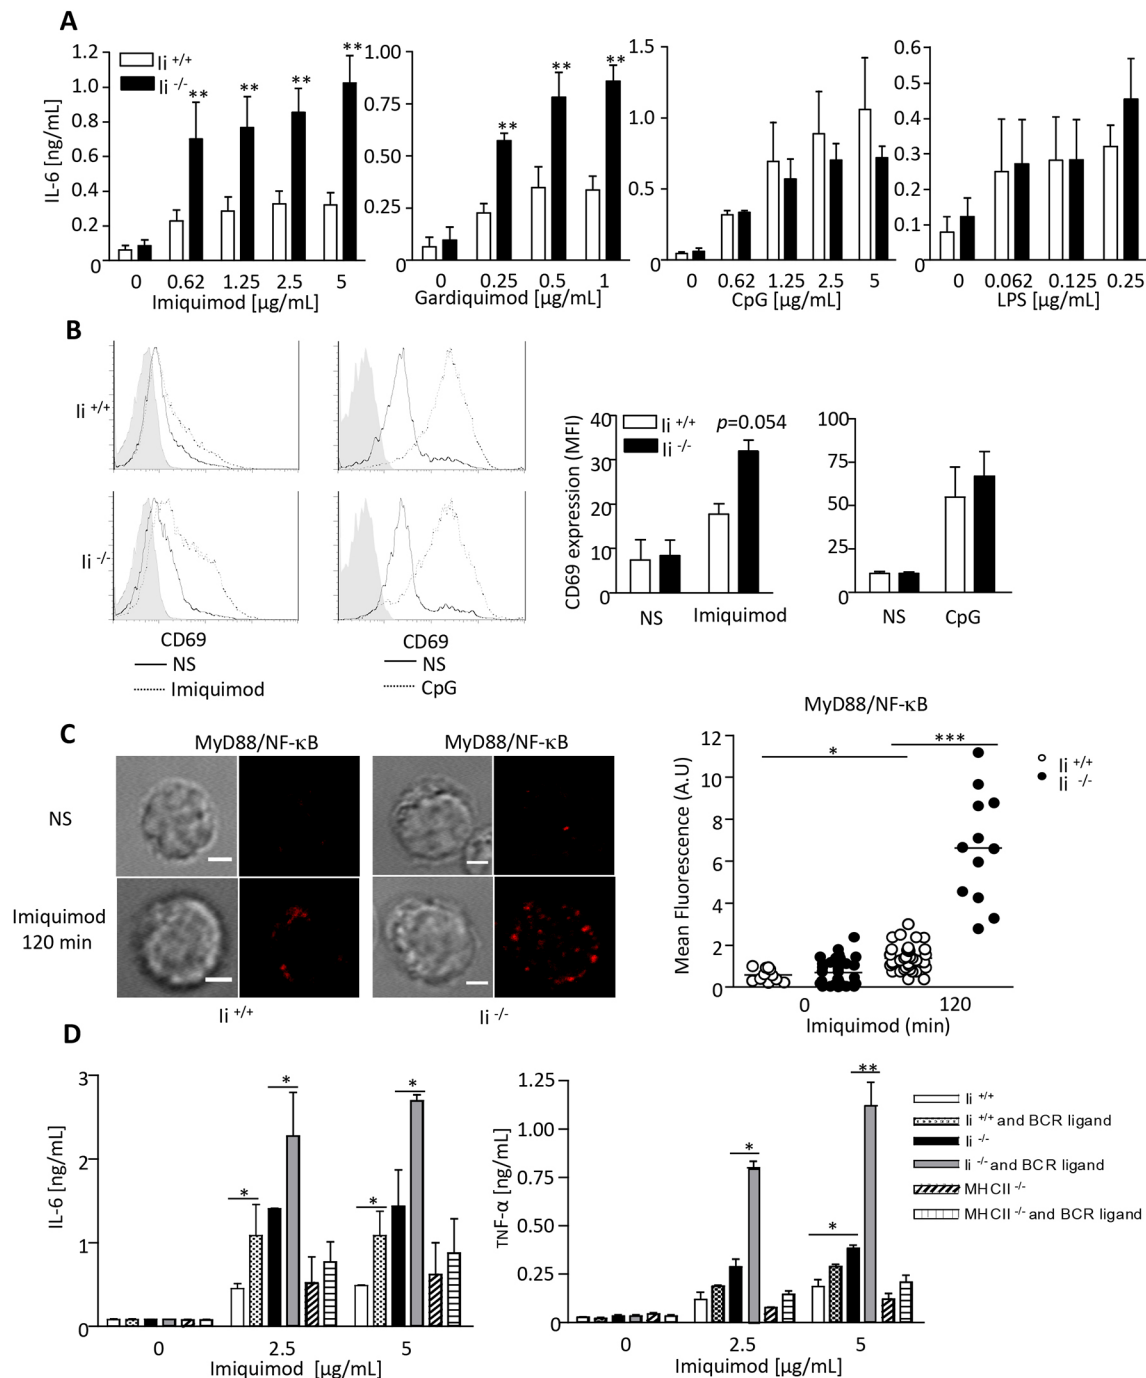 A
Ii +/+
Ii -/-
IL-6 [ng/mL]
1.2
1.0
0.8
0.6
0.4
0.2
0
** ** ** **
0 0.62 1.25 2.5 5
Imiquimod [µg/mL]
1.00
0.75
0.50
0.25
0
** ** **
0 0.25 0.5 1
Gardiquimod [µg/mL]
1.5
1.0
0.5
0
0 0.62 1.25 2.5 5
CpG [µg/mL]
0.6
0.5
0.4
0.3
0.2
0.1
0
0 0.062 0.125 0.25
LPS [µg/mL]
B
Ii +/+
Ii -/-
CD69
NS
Imiquimod
CD69
NS
CpG
CD69 expression (MFI)
40
30
20
10
0
Ii +/+
Ii -/-
p=0.054
NS Imiquimod
100
75
50
25
0
NS CpG
C
MyD88/NF-κB MyD88/NF-κB
NS
Imiquimod
120 min
Ii +/+ Ii -/-
MyD88/NF-κB
Mean Fluorescence (A.U)
12
10
8
6
4
2
0
* ***
Ii +/+
Ii -/-
0 120
Imiquimod (min)
D
IL-6 [ng/mL]
3
2
1
0
* * * *
0 2.5 5
Imiquimod [µg/mL]
TNF-α [ng/mL]
1.25
1.00
0.75
0.50
0.25
0
* * **
0 2.5 5
Imiquimod [µg/mL]
Ii +/+
Ii +/+ and BCR ligand
Ii -/-
Ii -/- and BCR ligand
MHCII -/-
MHCII -/- and BCR ligand